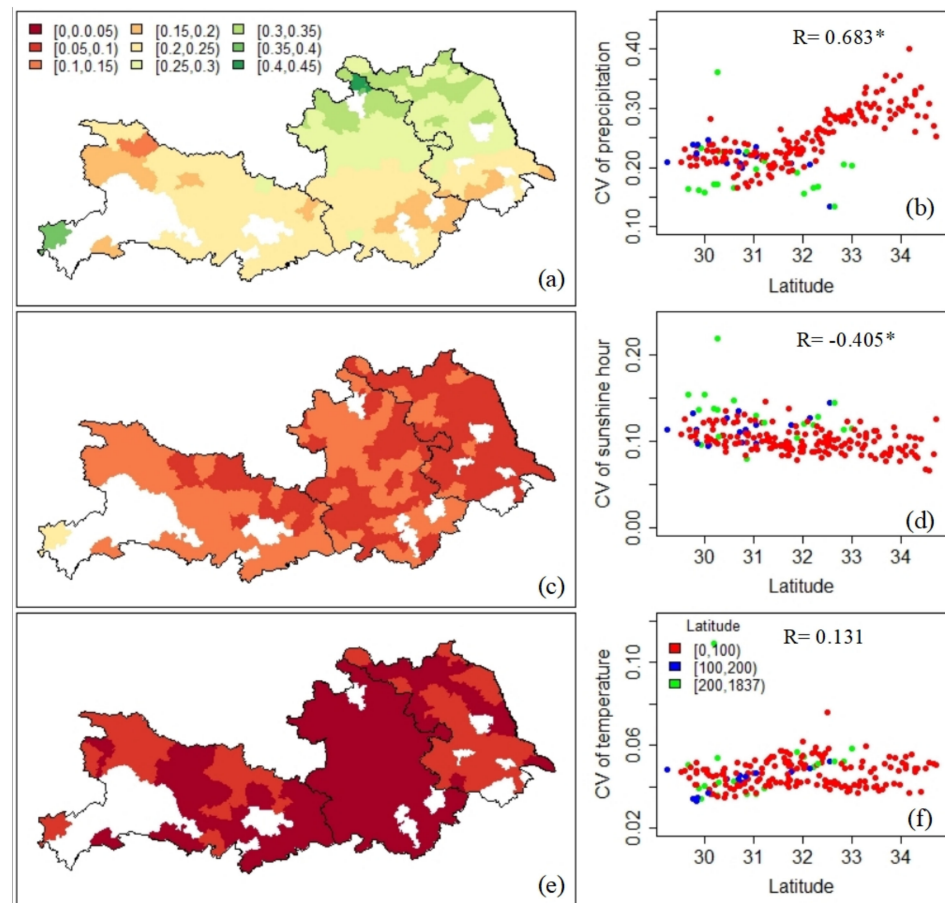 [0,0.0.05) [0.15,0.2) [0.3,0.35)
[0.05,0.1) [0.2,0.25) [0.35,0.4)
[0.1,0.15) [0.25,0.3) [0.4,0.45)
(a)
R= 0.683*
CV of prepcipitation
0.10 0.20 0.30 0.40
(b)
30 31 32 33 34
Latitude
(c)
R= -0.405*
CV of sunshine hour
0.00 0.10 0.20
(d)
30 31 32 33 34
Latitude
(e)
Latitude
[0,100)
[100,200)
[200,1837)
R= 0.131
CV of temperature
0.02 0.06 0.10
(f)
30 31 32 33 34
Latitude